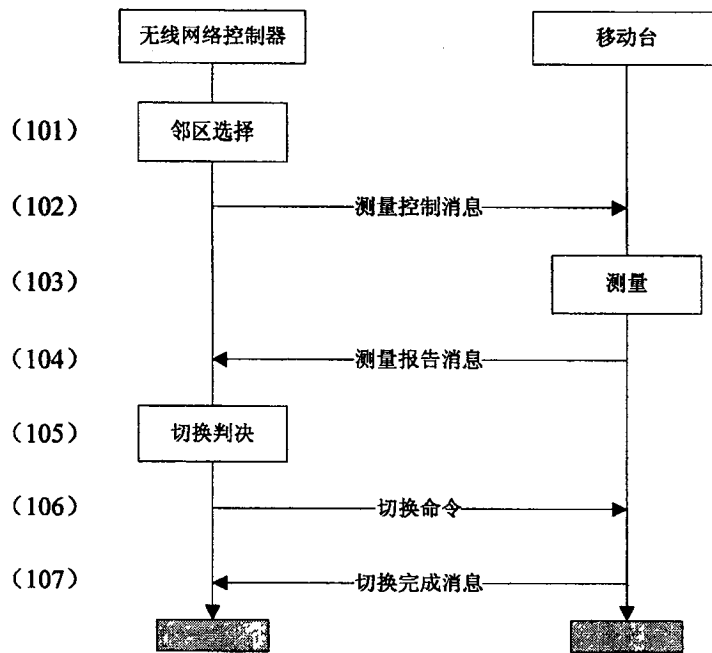 无线网络控制器
移动台
（101）
邻区选择
（102）
测量控制消息
（103）
测量
（104）
测量报告消息
（105）
切换判决
（106）
切换命令
（107）
切换完成消息